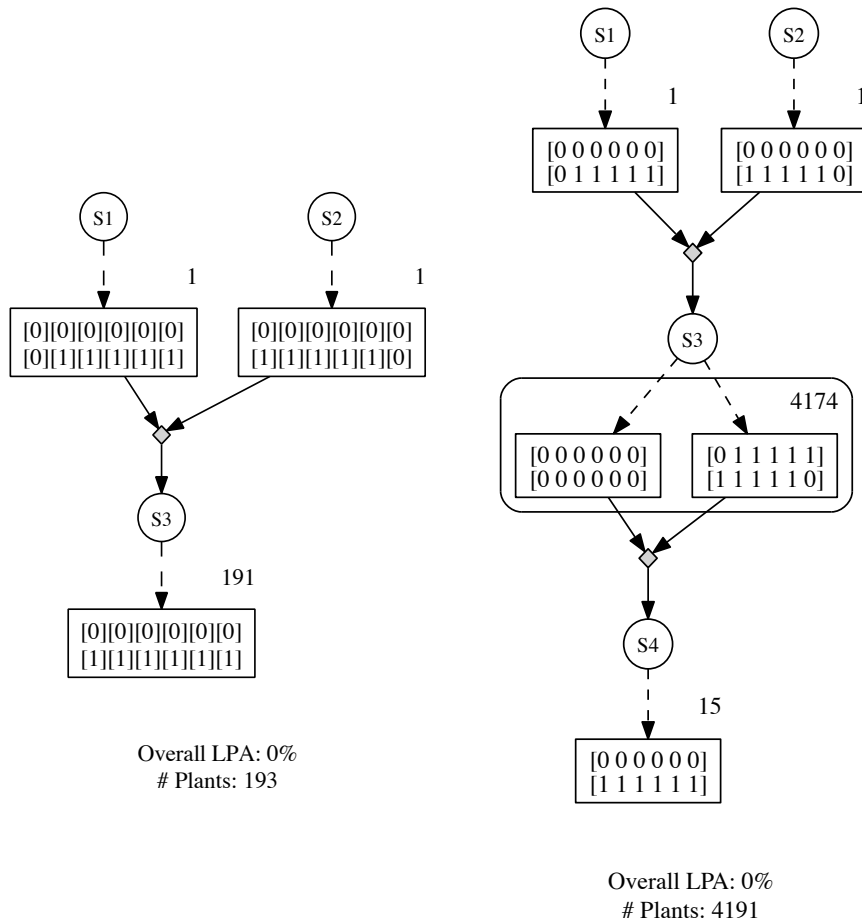 S1
S2
1
1
[0][0][0][0][0][0]
[0][1][1][1][1][1]
[0][0][0][0][0][0]
[1][1][1][1][1][0]
S3
191
[0][0][0][0][0][0]
[1][1][1][1][1][1]
Overall LPA: 0%
# Plants: 193
S1
S2
1
1
[0 0 0 0 0 0]
[0 1 1 1 1 1]
[0 0 0 0 0 0]
[1 1 1 1 1 0]
S3
4174
[0 0 0 0 0 0]
[0 0 0 0 0 0]
[0 1 1 1 1 1]
[1 1 1 1 1 0]
S4
15
[0 0 0 0 0 0]
[1 1 1 1 1 1]
Overall LPA: 0%
# Plants: 4191